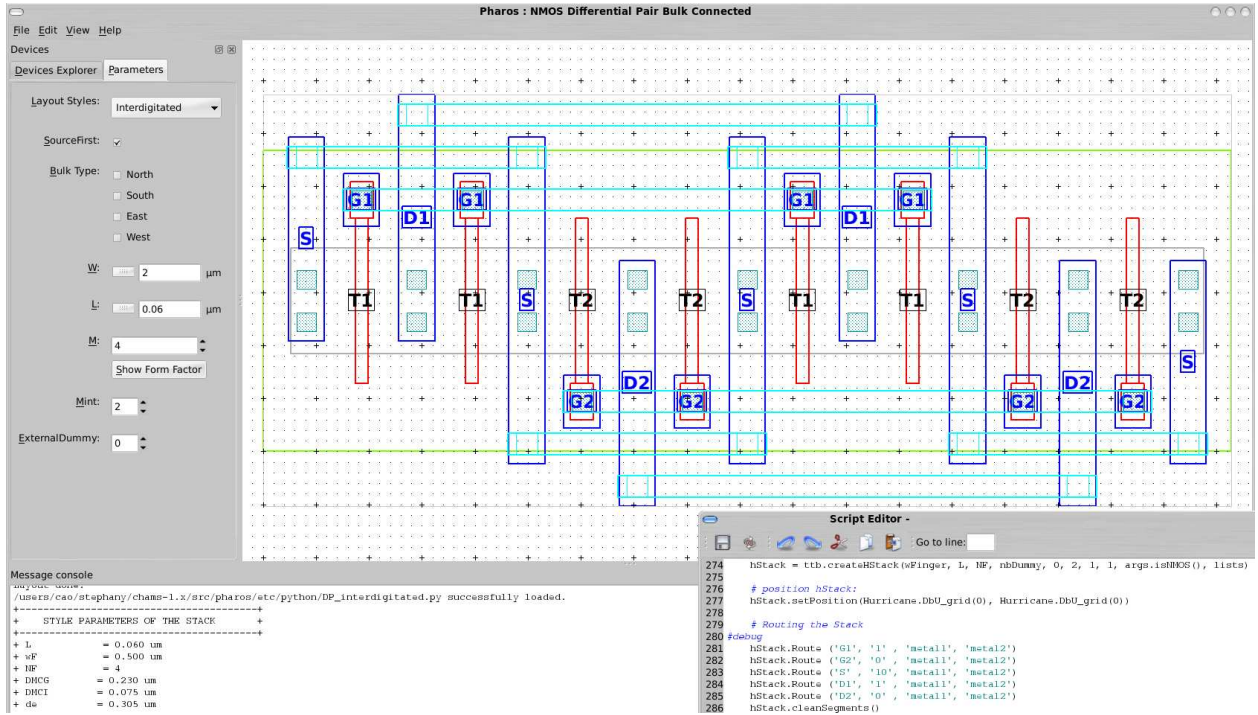 Pharos : NMOS Differential Pair Bulk Connected
File Edit View Help
Devices
Devices Explorer Parameters
Layout Styles: Interdigitated
SourceFirst:
Bulk Type: North
South
East
West
W: 2 μm
L: 0.06 μm
M: 4
Show Form Factor
Mint: 2
ExternalDummy: 0
G1 G1 G1 G1
D1 D1
S
T1 T1 S T2 T2 S T1 T1 S T2 T2
S
D2 D2
G2 G2 G2 G2
Message console
/users/cao/stephany/chams-1.x/src/pharos/etc/python/DP_interdigitated.py successfully loaded.
+----------------------------------------+
+ STYLE PARAMETERS OF THE STACK +
+----------------------------------------+
+ L = 0.060 um
+ wF = 0.500 um
+ NF = 4
+ DMCG = 0.230 um
+ DMCI = 0.075 um
+ de = 0.305 um
Script Editor -
Go to line:
274 hStack = ttb.createHStack(wFinger, L, NF, nbDummy, 0, 2, 1, 1, args.isNMOS(), lists)
275
276 # position hStack:
277 hStack.setPosition(Hurricane.DbU_grid(0), Hurricane.DbU_grid(0))
278
279 # Routing the Stack
280 #debug
281 hStack.Route ('G1', '1' , 'metal1', 'metal2')
282 hStack.Route ('G2', '0' , 'metal1', 'metal2')
283 hStack.Route ('S' , '10', 'metal1', 'metal2')
284 hStack.Route ('D1', '1' , 'metal1', 'metal2')
285 hStack.Route ('D2', '0' , 'metal1', 'metal2')
286 hStack.cleanSegments()